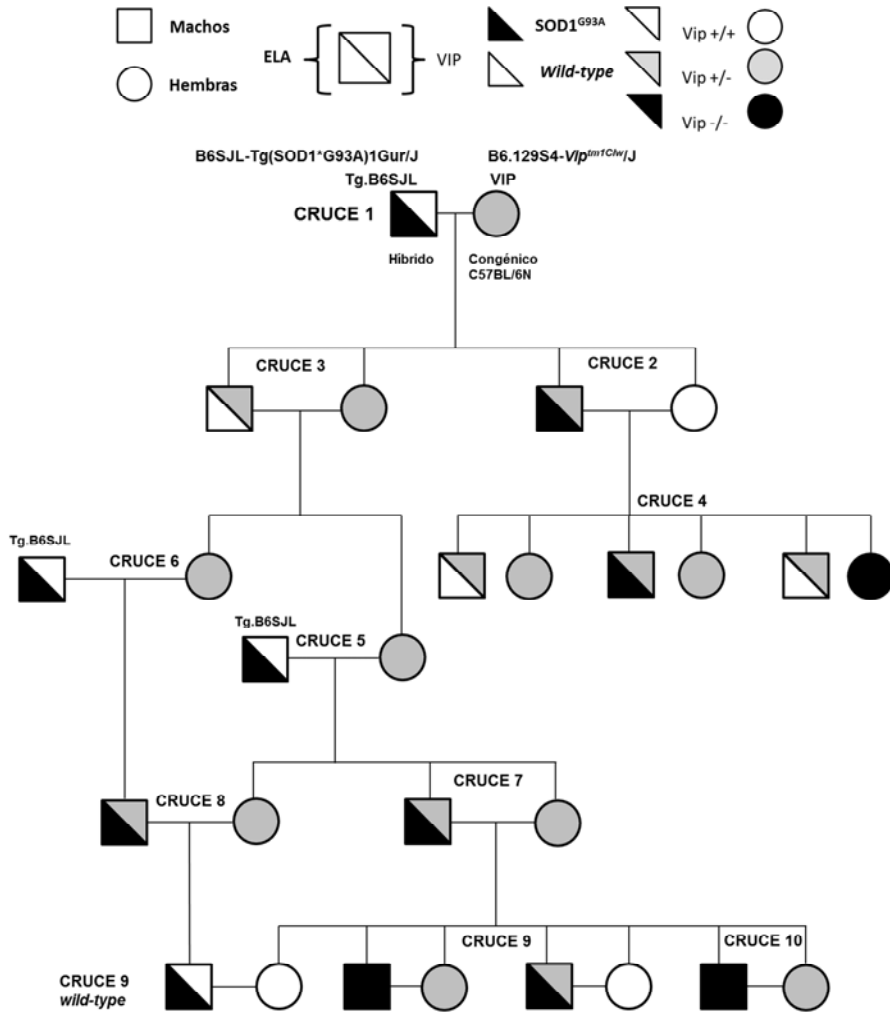 Machos
Hembras
ELA
VIP
SOD1G93A
Wild-type
Vip +/+
Vip +/-
Vip -/-
B6SJL-Tg(SOD1*G93A)1Gur/J
B6.129S4-Viptm1Clw/J
Tg.B6SJL
VIP
CRUCE 1
Híbrido
Congénico
C57BL/6N
CRUCE 3
CRUCE 2
CRUCE 4
Tg.B6SJL
CRUCE 6
Tg.B6SJL
CRUCE 5
CRUCE 8
CRUCE 7
CRUCE 9
CRUCE 10
CRUCE 9
wild-type